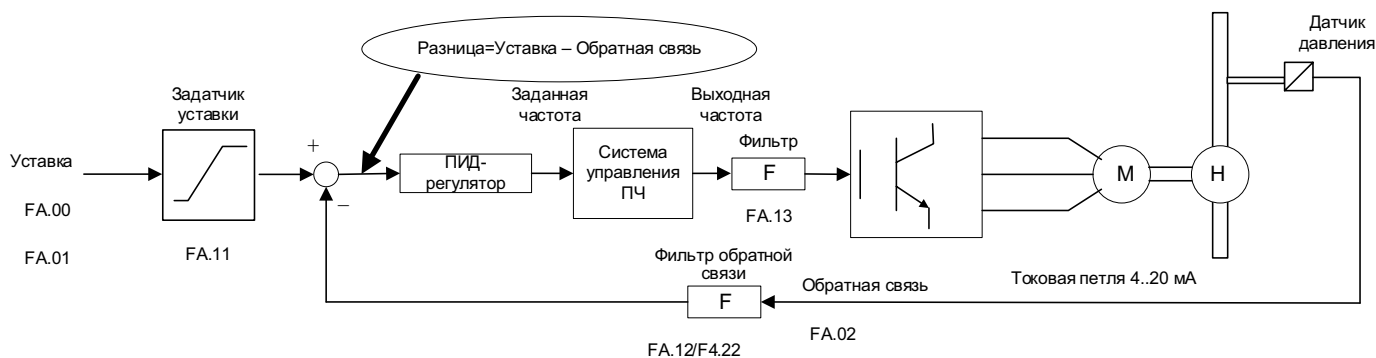 Разница=Уставка – Обратная связь
Датчик
давления
Задатчик
уставки
Заданная
частота
Выходная
частота
Фильтр
+
Уставка
ПИД-
регулятор
Система
управления
ПЧ
F
М
Н
–
FA.00
FA.01
FA.11
FA.13
Фильтр обратной
связи
F
Обратная связь
Токовая петля 4..20 мА
FA.12/F4.22
FA.02